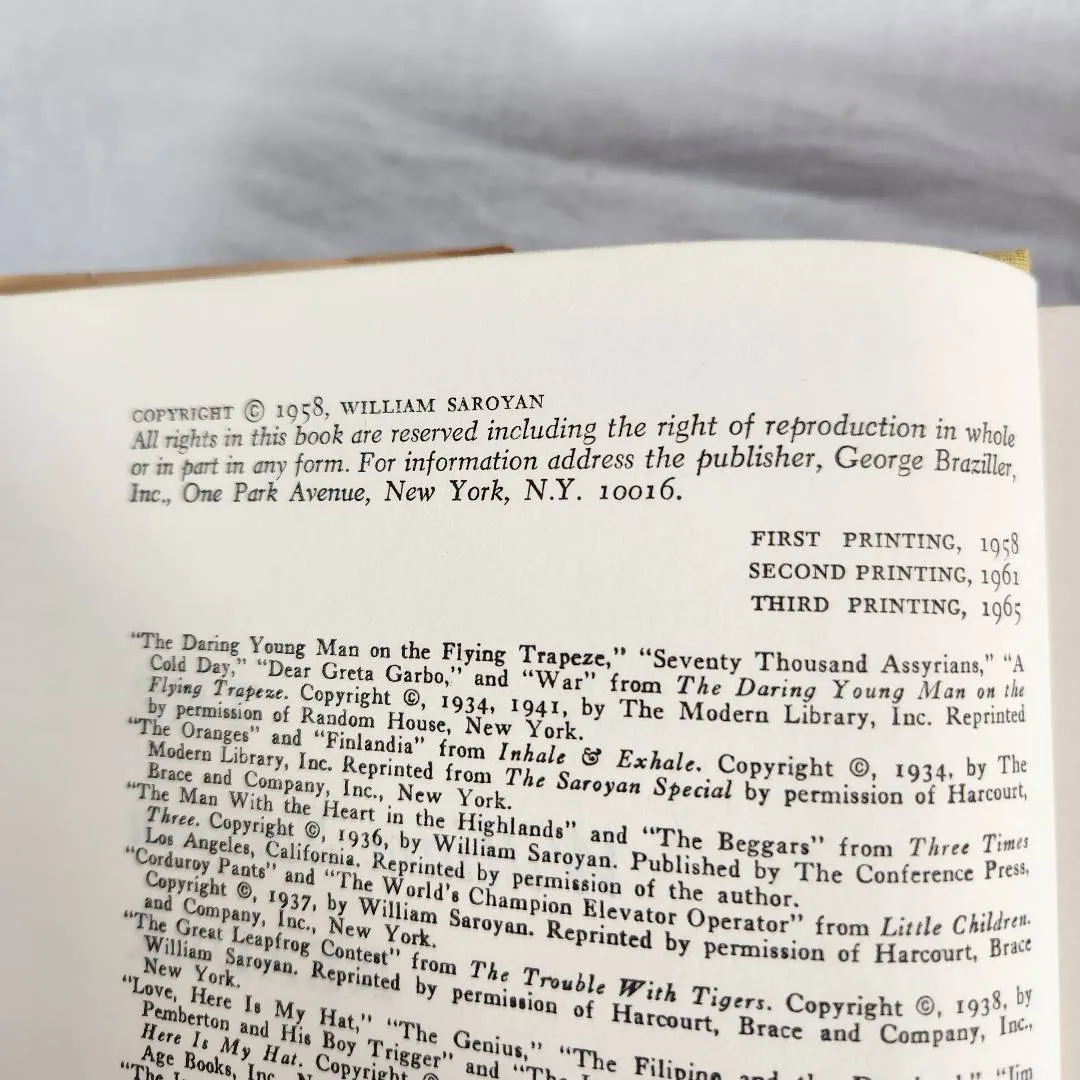 COPYRIGHT © 1958, WILLIAM SAROYAN
All rights in this book are reserved including the right of reproduction in whole
or in part in any form. For information address the publisher, George Braziller,
Inc., One Park Avenue, New York, N.Y. 10016.
FIRST PRINTING, 1958
SECOND PRINTING, 1961
THIRD PRINTING, 1965
“The Daring Young Man on the Flying Trapeze,” “Seventy Thousand Assyrians,” “A
Cold Day,” “Dear Greta Garbo,” and “War” from The Daring Young Man on the
Flying Trapeze. Copyright ©, 1934, 1941, by The Modern Library, Inc. Reprinted
by permission of Random House, New York.
“The Oranges” and “Finlandia” from Inhale & Exhale. Copyright ©, 1934, by The
Modern Library, Inc. Reprinted from The Saroyan Special by permission of Harcourt,
Brace and Company, Inc., New York.
“The Man With the Heart in the Highlands” and “The Beggars” from Three Times
Three. Copyright ©, 1936, by William Saroyan. Published by The Conference Press,
Los Angeles, California. Reprinted by permission of the author.
“Corduroy Pants” and “The World's Champion Elevator Operator” from Little Children.
Copyright ©, 1937, by William Saroyan. Reprinted by permission of Harcourt, Brace
and Company, Inc., New York.
“The Great Leapfrog Contest” from The Trouble With Tigers. Copyright ©, 1938, by
William Saroyan. Reprinted by permission of Harcourt, Brace and Company, Inc.,
New York.
“Love, Here Is My Hat,” “The Genius,” “The Filipino and the “Jim
Pemberton and His Boy Trigger” and
Here Is My Hat. Copyright
Age Books, Inc.
“The